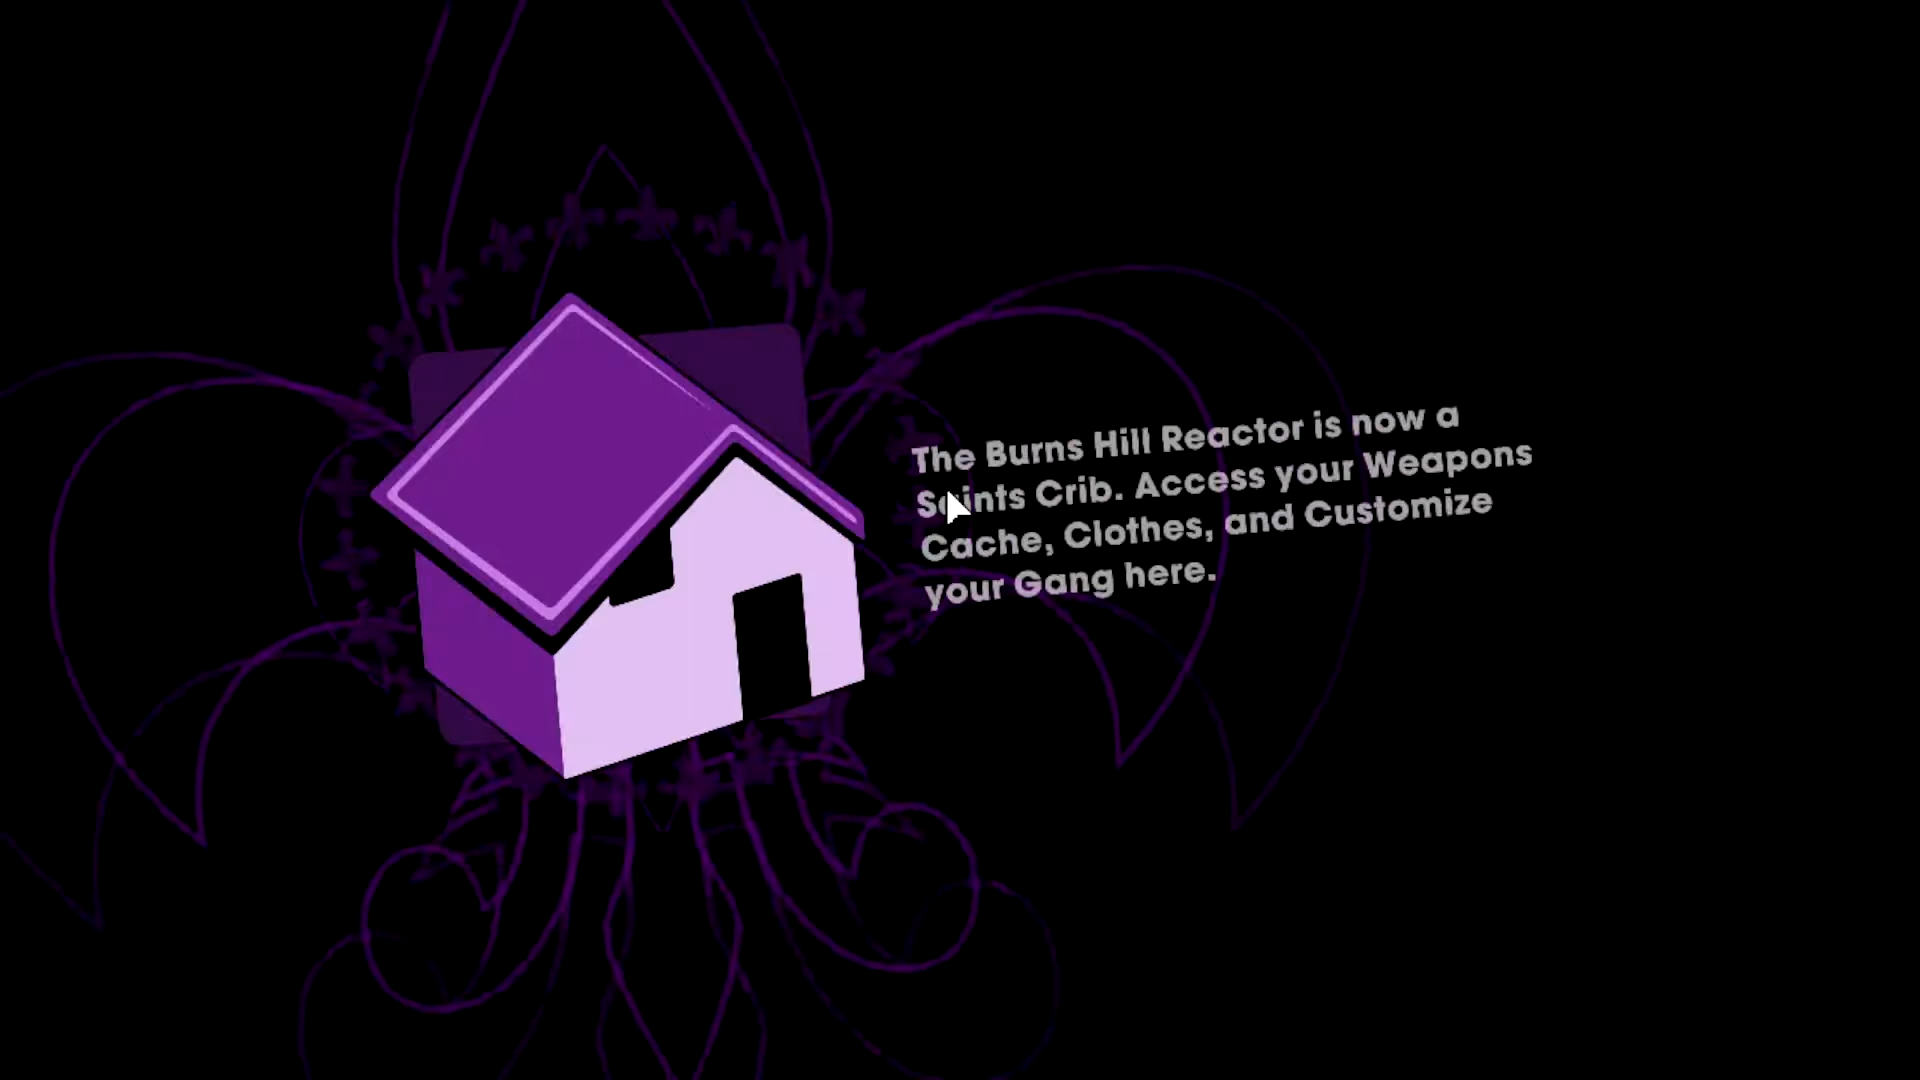 The Burns Hill Reactor is now a
Saints Crib. Access your Weapons
Cache, Clothes, and Customize
your Gang here.